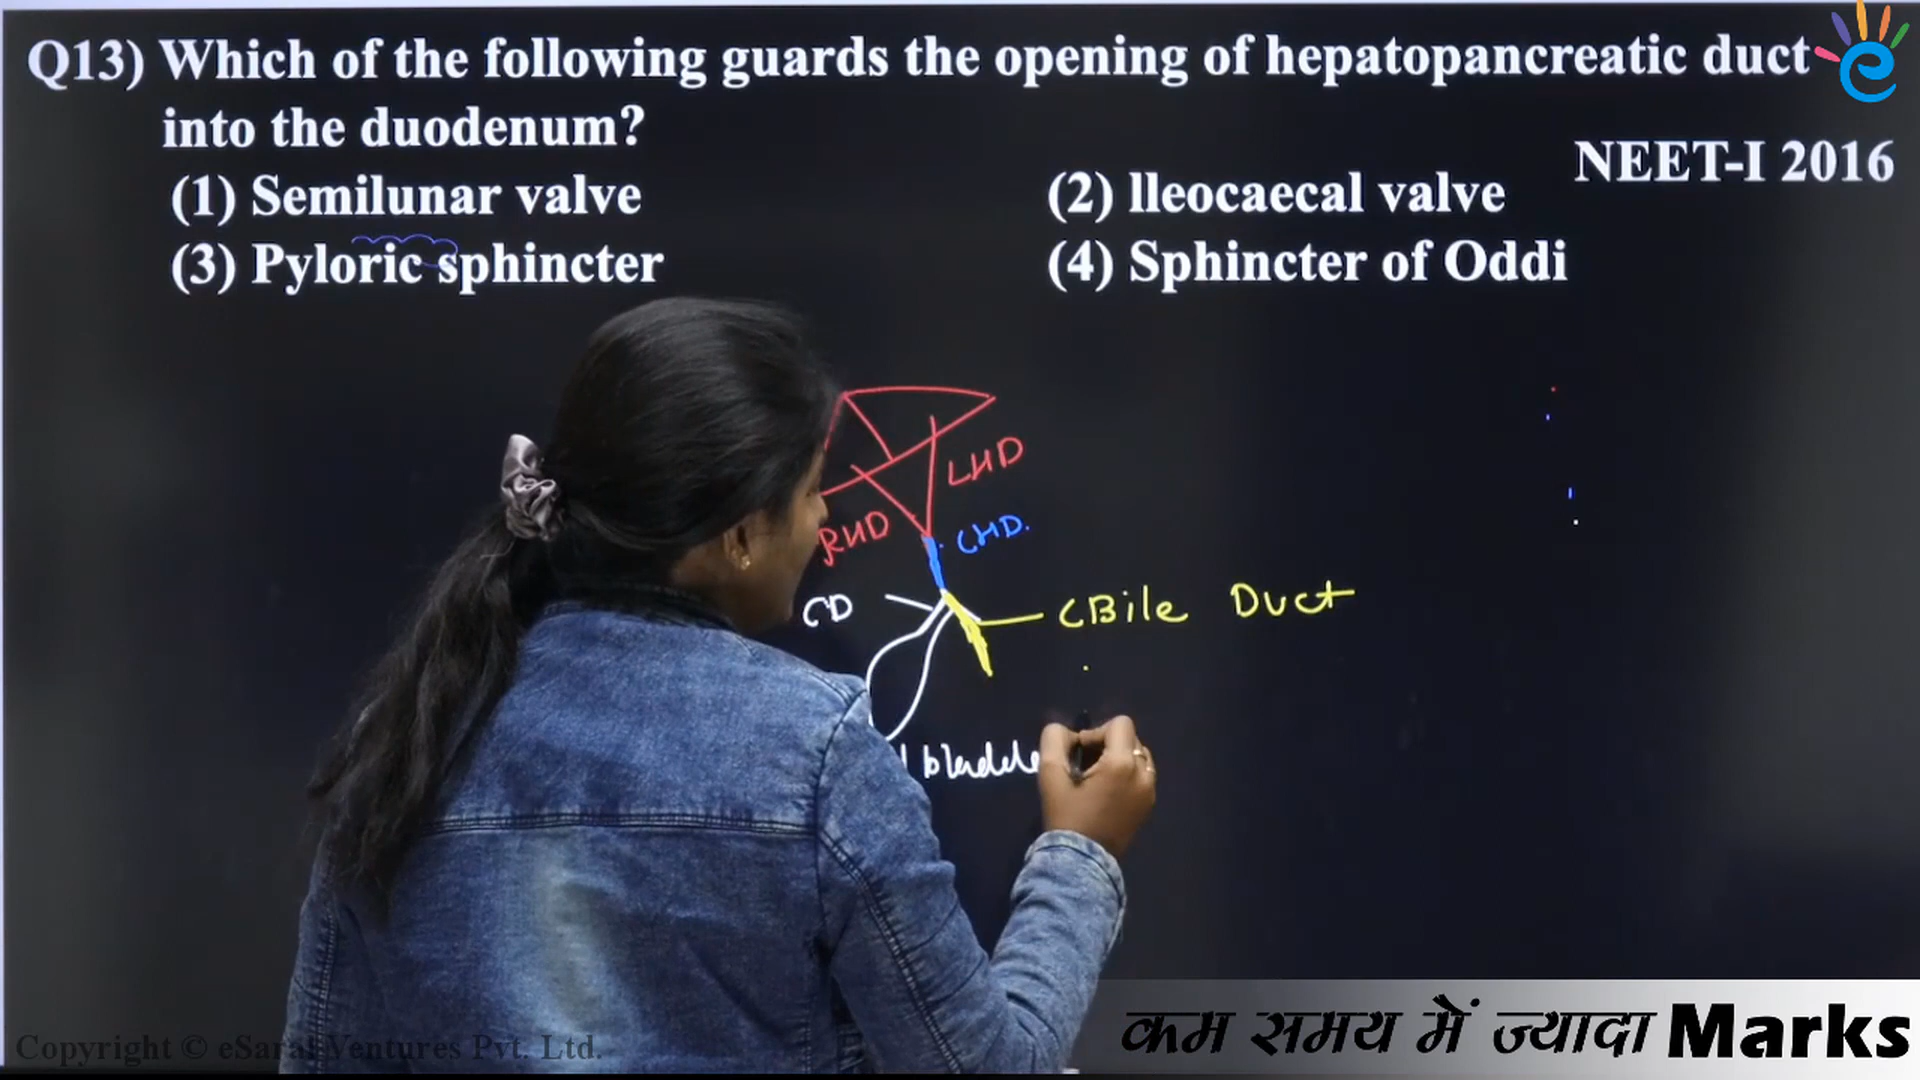 Q13) Which of the following guards the opening of hepatopancreatic duct
into the duodenum?
NEET-I 2016
(1) Semilunar valve
(2) lleocaecal valve
(3) Pyloric sphincter
(4) Sphincter of Oddi
LHD
RHD
CHD.
CD
CBile Duct
bladde
Copyright © eSaral Ventures Pvt. Ltd.
कम समय में ज्यादा Marks